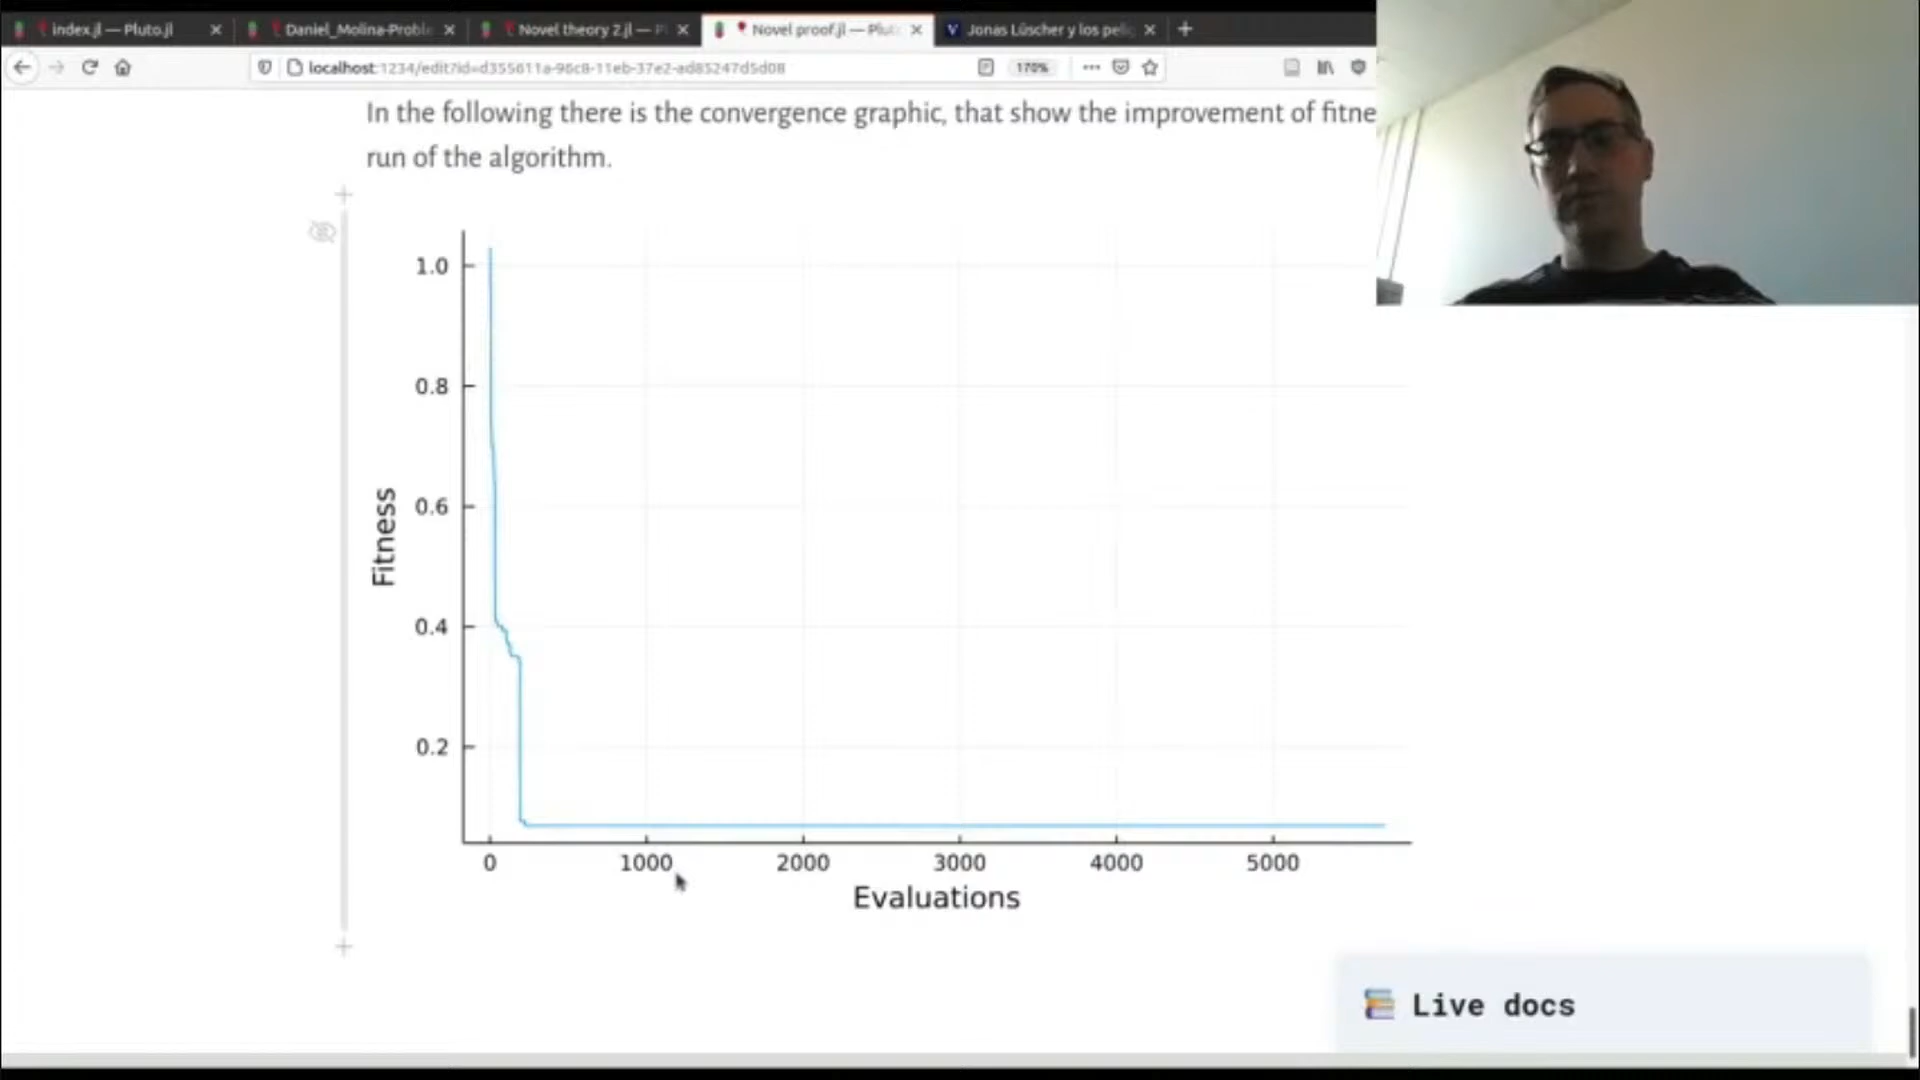 index.jl — Pluto.jl
Daniel_Molina-Proble
Novel theory 2.jl — Pl
Novel proof.jl — Plut
V Jonas Lüscher y los pelig
localhost:1234/edit?id=d355611a-96c8-11eb-37e2-ad85247d5d08
170%
In the following there is the convergence graphic, that show the improvement of fitne
run of the algorithm.
1.0
0.8
0.6
0.4
0.2
Fitness
0 1000 2000 3000 4000 5000
Evaluations
Live docs